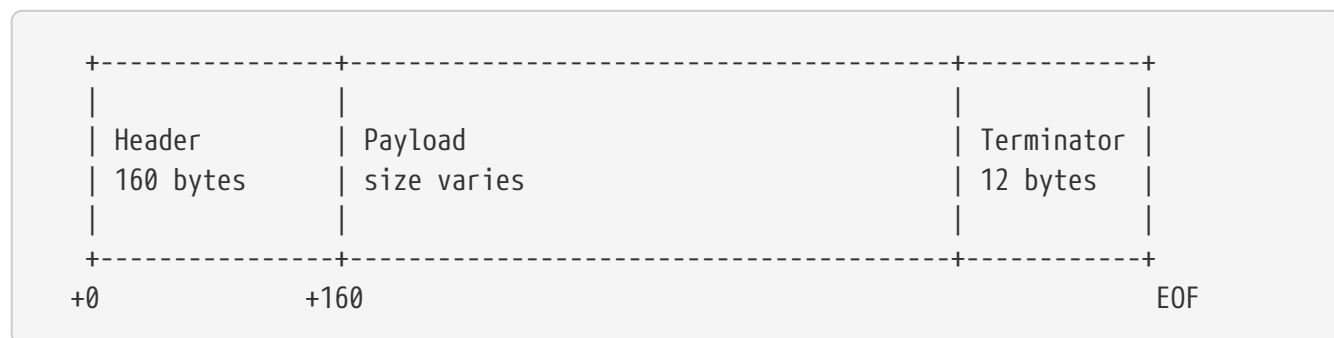 +----------------+-----------------------------------------+-------------+
|                |                                         |             |
| Header         | Payload                                 | Terminator |
| 160 bytes      | size varies                             | 12 bytes   |
|                |                                         |             |
+----------------+-----------------------------------------+-------------+
+0               +160                                                    EOF